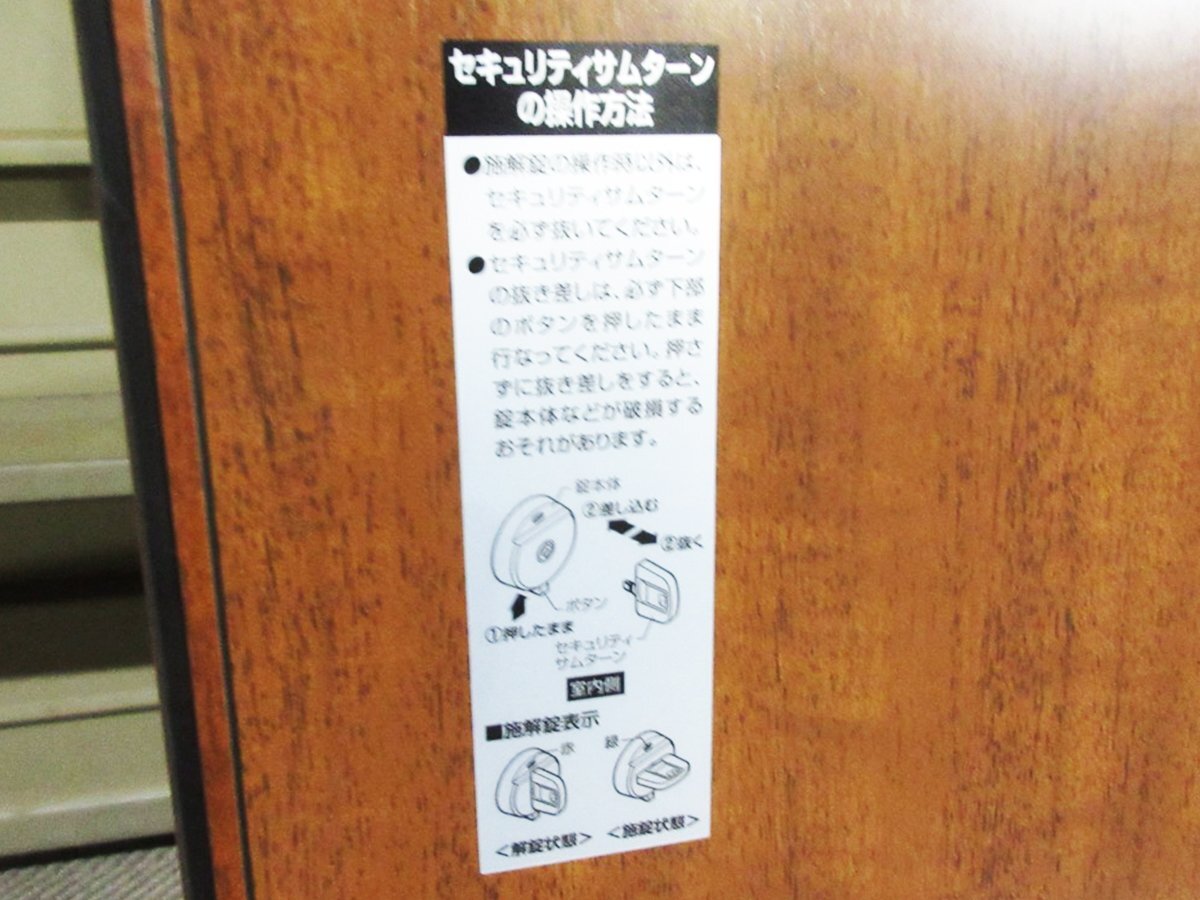 セキュリティサムターン
の操作方法
●施解錠の操作時以外は、
セキュリティサムターン
を必ず抜いてください。
●セキュリティサムターン
の抜き差しは、必ず下部
のボタンを押したまま
行なってください。押さ
ずに抜き差しをすると、
錠本体などが破損する
おそれがあります。
錠本体
②差し込む
②抜く
ボタン
①押したまま
セキュリティ
サムターン
室内側
■施解錠表示
赤
緑
<解錠状態>
<施錠状態>